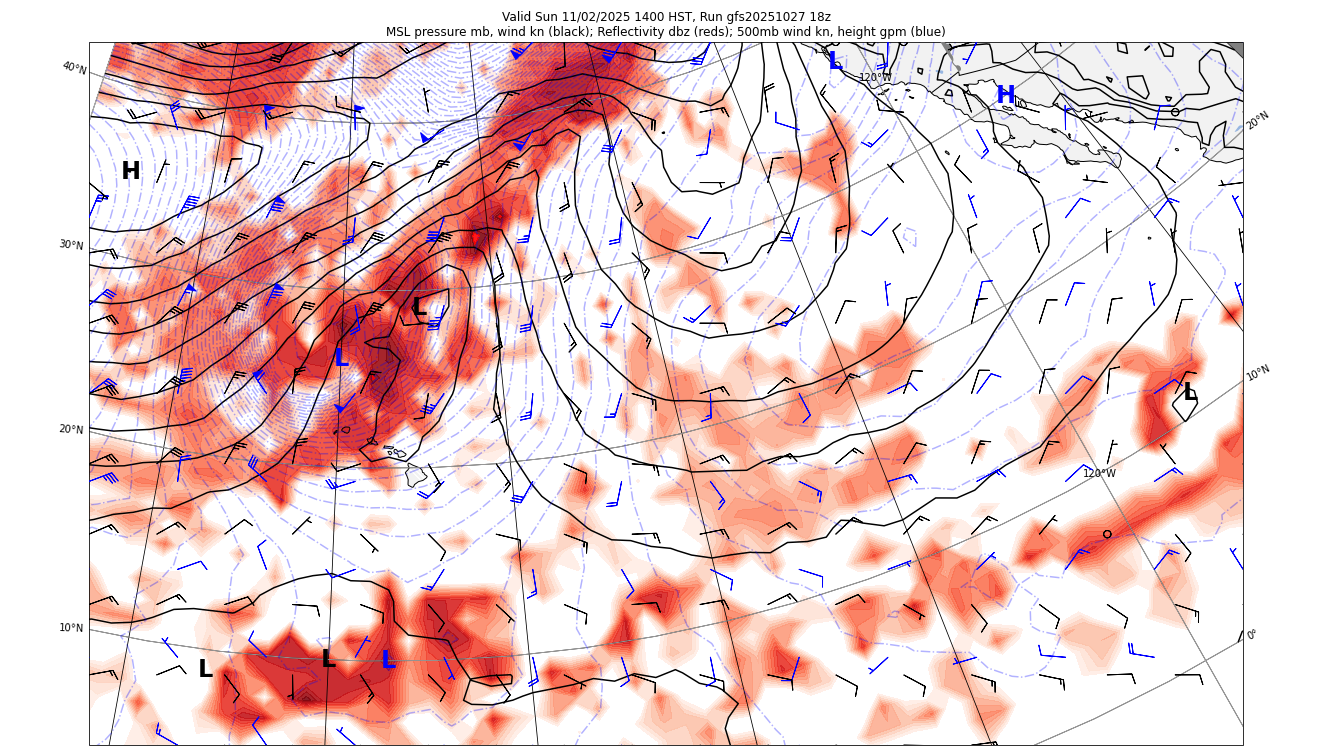 Valid Sun 11/02/2025 1400 HST, Run gfs20251027 18z
MSL pressure mb, wind kn (black); Reflectivity dbz (reds); 500mb wind kn, height gpm (blue)
40°N
L
120°W
H
20°N
H
30°N
L
L
10°N
L
20°N
120°W
10°N
0°
L
L
L